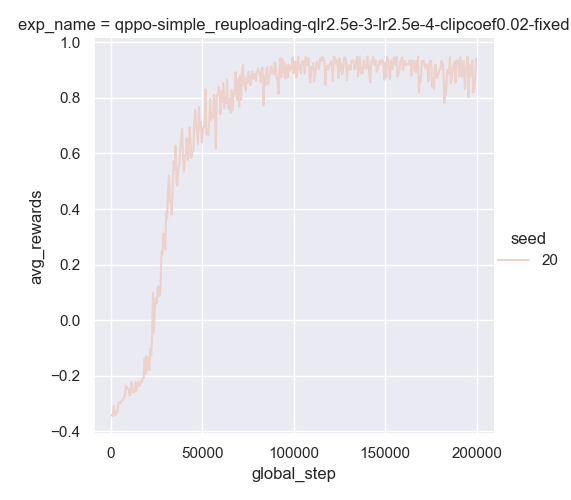 exp_name = qppo-simple_reuploading-qlr2.5e-3-lr2.5e-4-clipcoef0.02-fixed
1.0
0.8
0.6
0.4
0.2
0.0
−0.2
−0.4
avg_rewards
0 50000 100000 150000 200000
global_step
seed
20